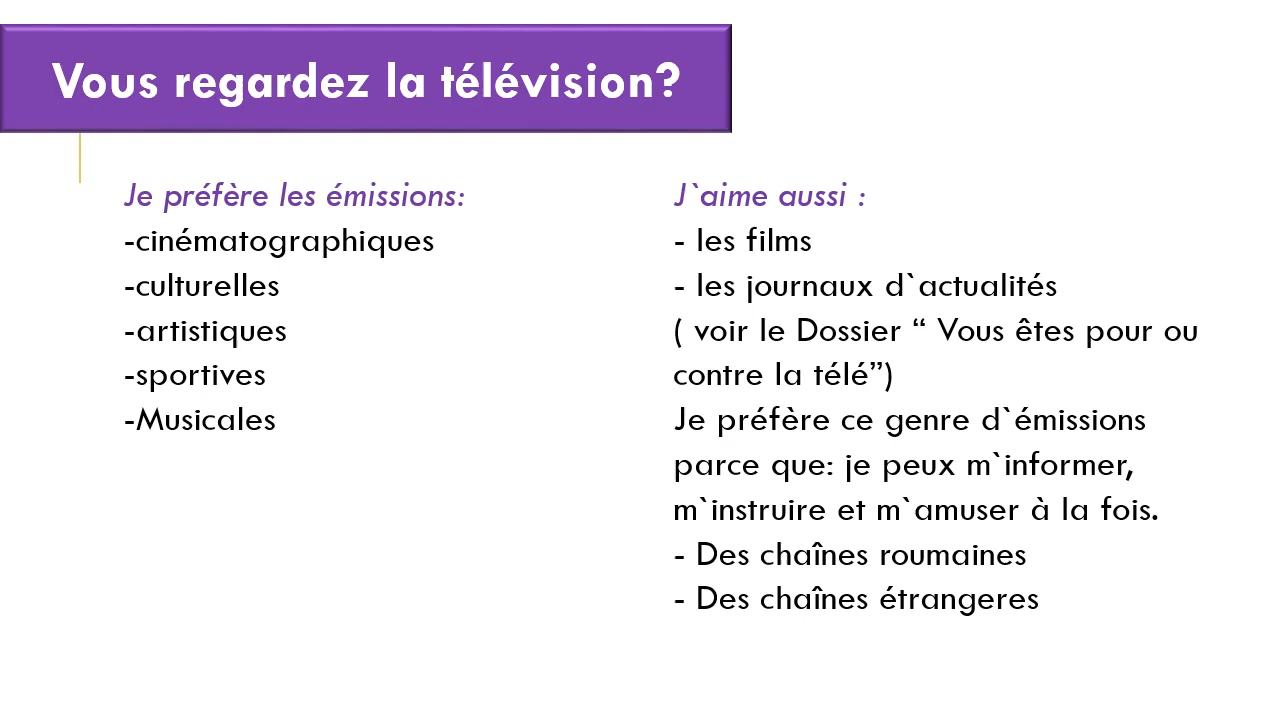 Vous regardez la télévision?
Je préfère les émissions:
-cinématographiques
-culturelles
-artistiques
-sportives
-Musicales
J`aime aussi :
- les films
- les journaux d`actualités
( voir le Dossier “ Vous êtes pour ou
contre la télé”)
Je préfère ce genre d`émissions
parce que: je peux m`informer,
m`instruire et m`amuser à la fois.
- Des chaînes roumaines
- Des chaînes étrangeres